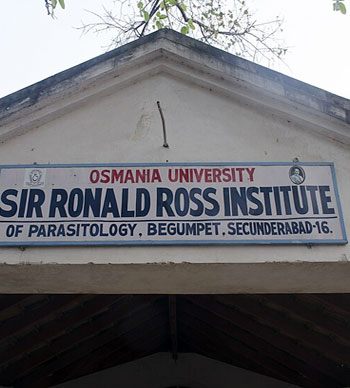 OSMANIA UNIVERSITY
SIR RONALD ROSS INSTITUTE
OF PARASITOLOGY, BEGUMPET, SECUNDERABAD-16.